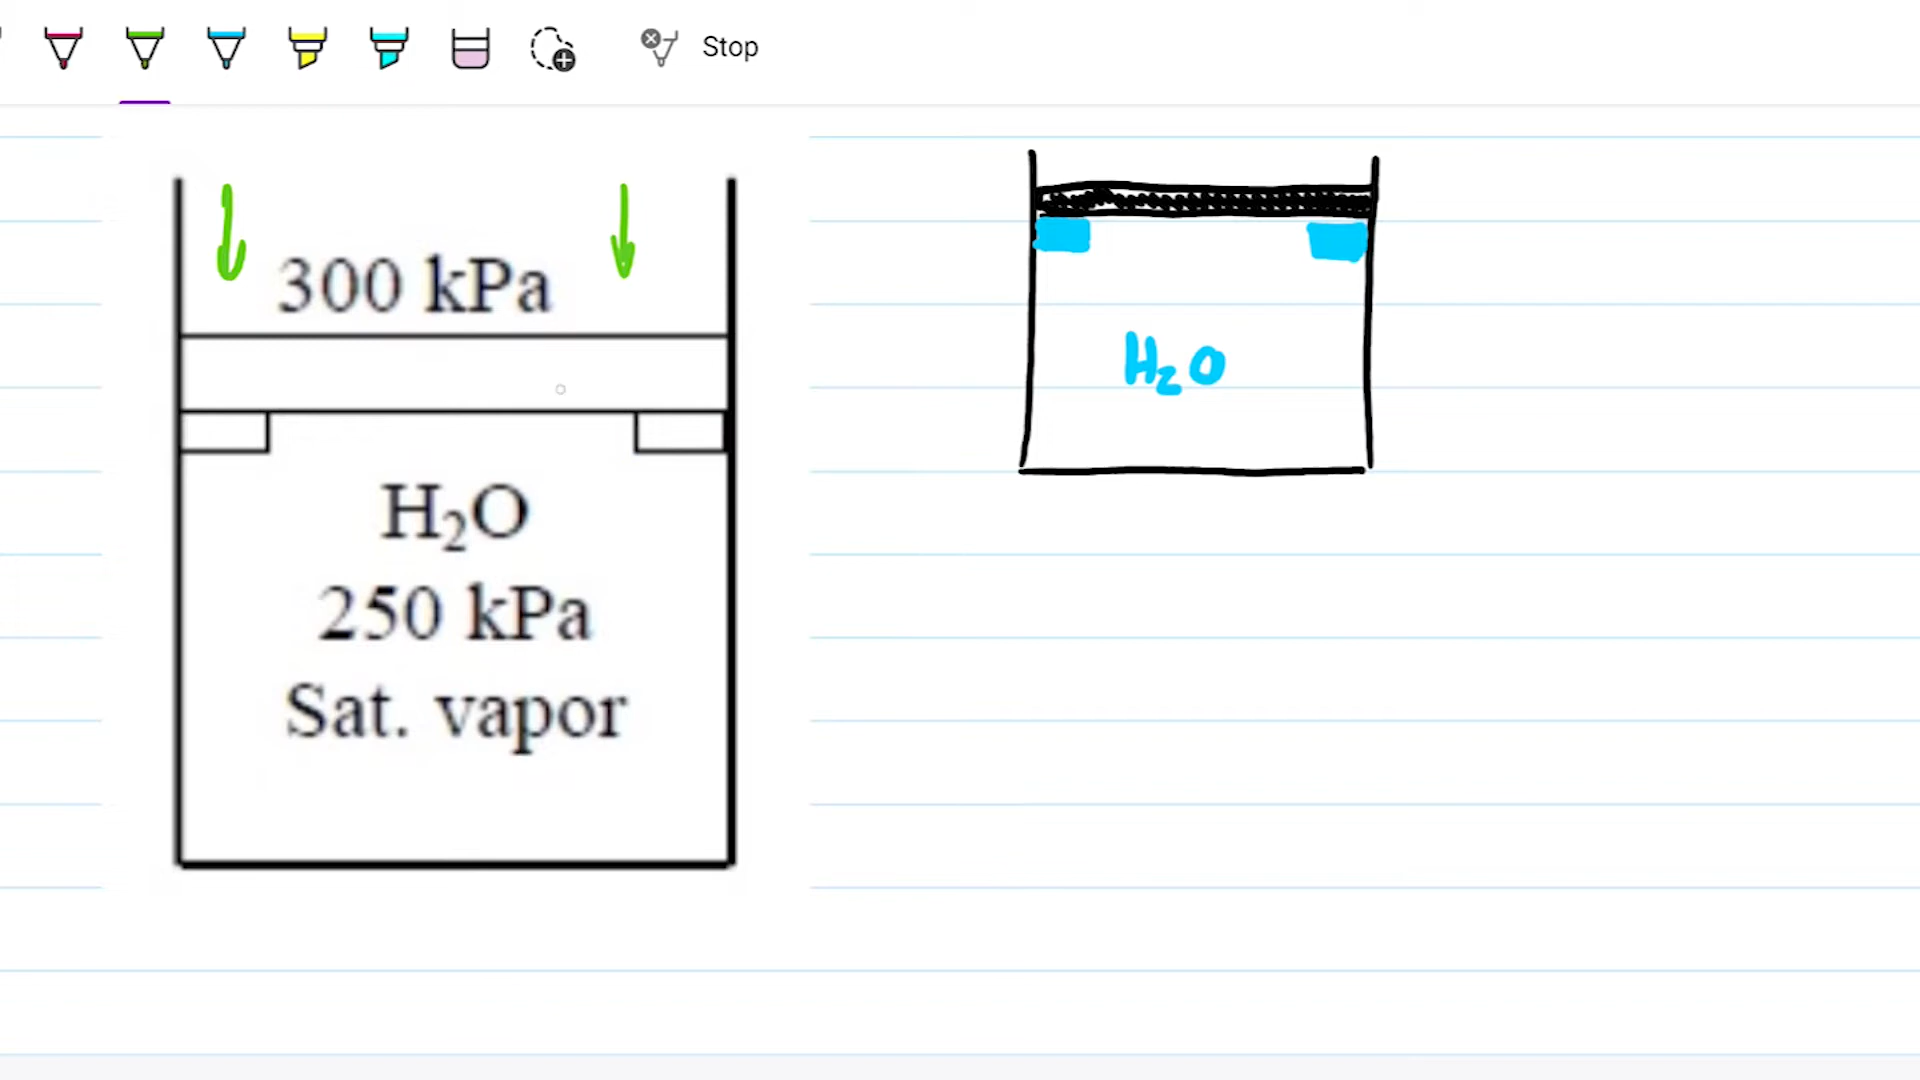 Stop
300 kPa
H₂O
250 kPa
Sat. vapor
H₂O